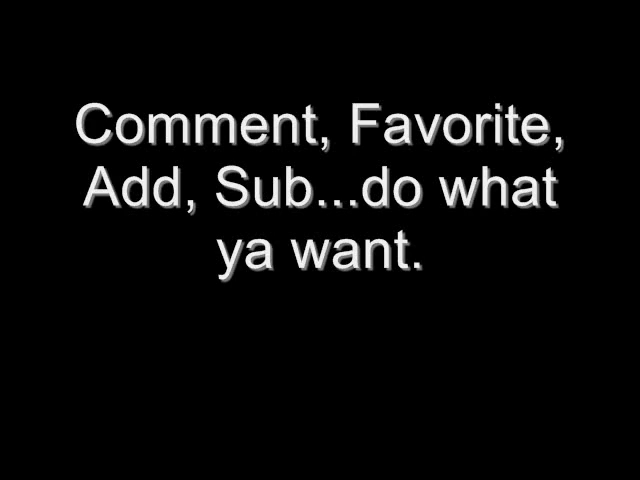 Comment, Favorite,
Add, Sub...do what
ya want.